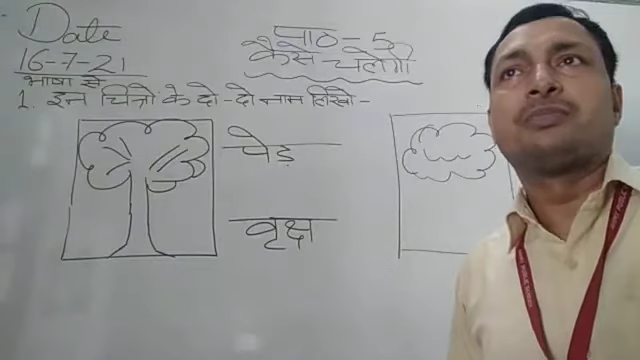 Date
16-7-21
पाठ-5
कैसे चलेगी
भाषा से
1. इन चित्रों के दो-दो नाम लिखो-
पेड़
वृक्ष